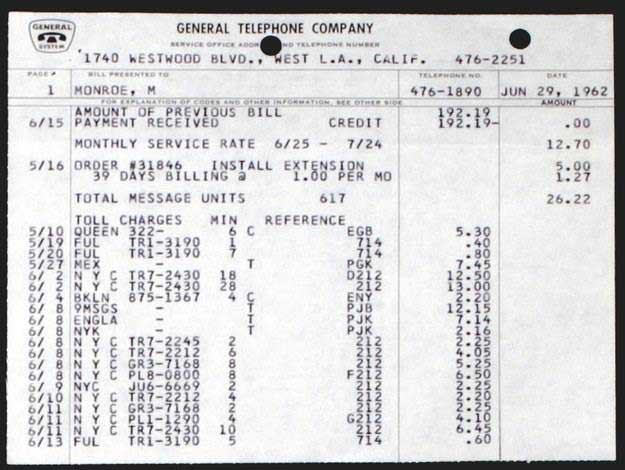 GENERAL SYSTEM
GENERAL TELEPHONE COMPANY
SERVICE OFFICE ADDR ND TELEPHONE NUMBER
1740 WESTWOOD BLVD., WEST L.A., CALIF. 476-2251
PAGE # BILL PRESENTED TO TELEPHONE NO. DATE
1 MONROE, M 476-1890 JUN 29, 1962
FOR EXPLANATION OF CODES AND OTHER INFORMATION, SEE OTHER SIDE AMOUNT
AMOUNT OF PREVIOUS BILL 192.19
6/15 PAYMENT RECEIVED CREDIT 192.19- .00
MONTHLY SERVICE RATE 6/25 - 7/24 12.70
5/16 ORDER #31846 INSTALL EXTENSION 5.00
39 DAYS BILLING @ 1.00 PER MO 1.27
TOTAL MESSAGE UNITS 617 26.22
TOLL CHARGES MIN REFERENCE
5/10 QUEEN 322- 6 C EGB 5.30
5/19 FUL TR1-3190 1 714 .40
5/20 FUL TR1-3190 7 714 .80
5/27 MEX - T PGK 7.45
6/ 2 N Y C TR7-2430 18 D212 12.50
6/ 2 N Y C TR7-2430 28 212 13.00
6/ 4 BKLN 875-1367 4 C ENY 2.20
6/ 8 9MSGS - T PJB 12.15
6/ 8 ENGLA - T PJK 7.14
6/ 8 NYK - T PJK 2.16
6/ 8 N Y C TR7-2245 2 212 2.25
6/ 8 N Y C TR7-2212 6 212 4.05
6/ 8 N Y C GR3-7168 8 212 5.25
6/ 8 N Y C PL8-0800 8 F212 6.50
6/ 9 NYC JU6-6669 2 212 2.25
6/10 N Y C TR7-2212 4 212 2.20
6/11 N Y C GR3-7168 2 212 2.25
6/11 N Y C PL1-1290 4 G212 4.10
6/11 N Y C TR7-2430 10 212 6.45
6/13 FUL TR1-3190 5 714 .60